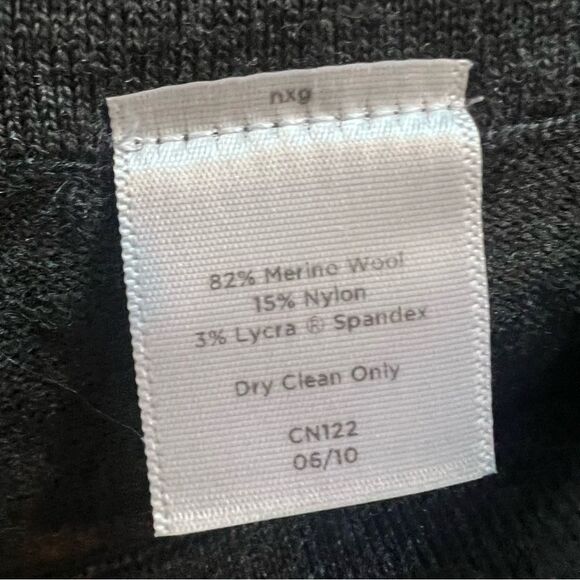 nxg
82% Merino Wool
15% Nylon
3% Lycra ® Spandex
Dry Clean Only
CN122
06/10